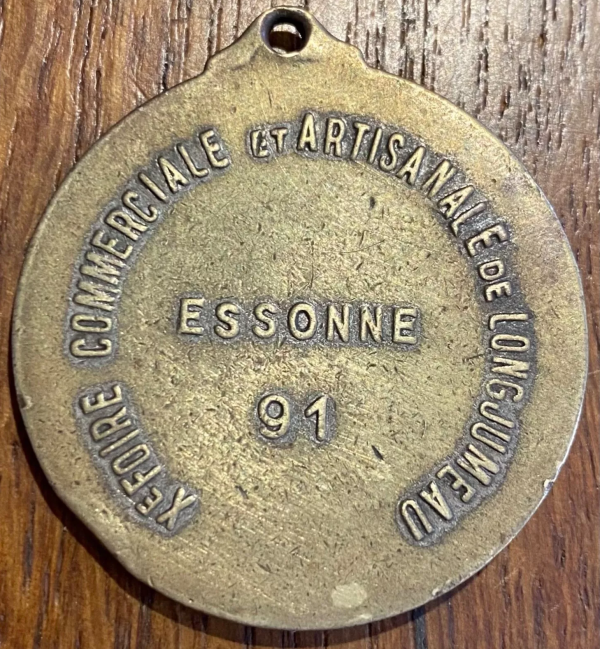 XE FOIRE COMMERCIALE ET ARTISANALE DE LONGJUMEAU
ESSONNE
91